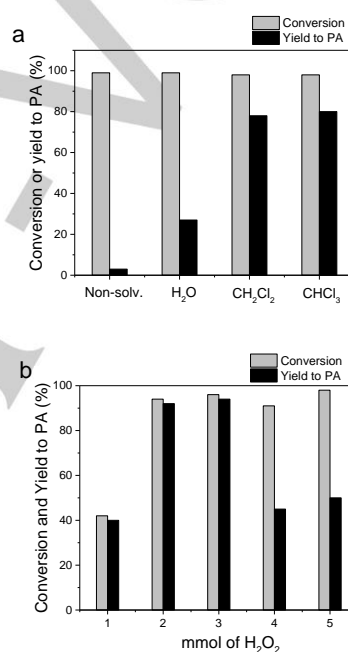 a
Conversion
Yield to PA
Conversion or yield to PA (%)
100
80
60
40
20
0
Non-solv. H₂O CH₂Cl₂ CHCl₃
b
Conversion
Yield to PA
Conversion and Yield to PA (%)
100
80
60
40
20
0
1 2 3 4 5
mmol of H₂O₂